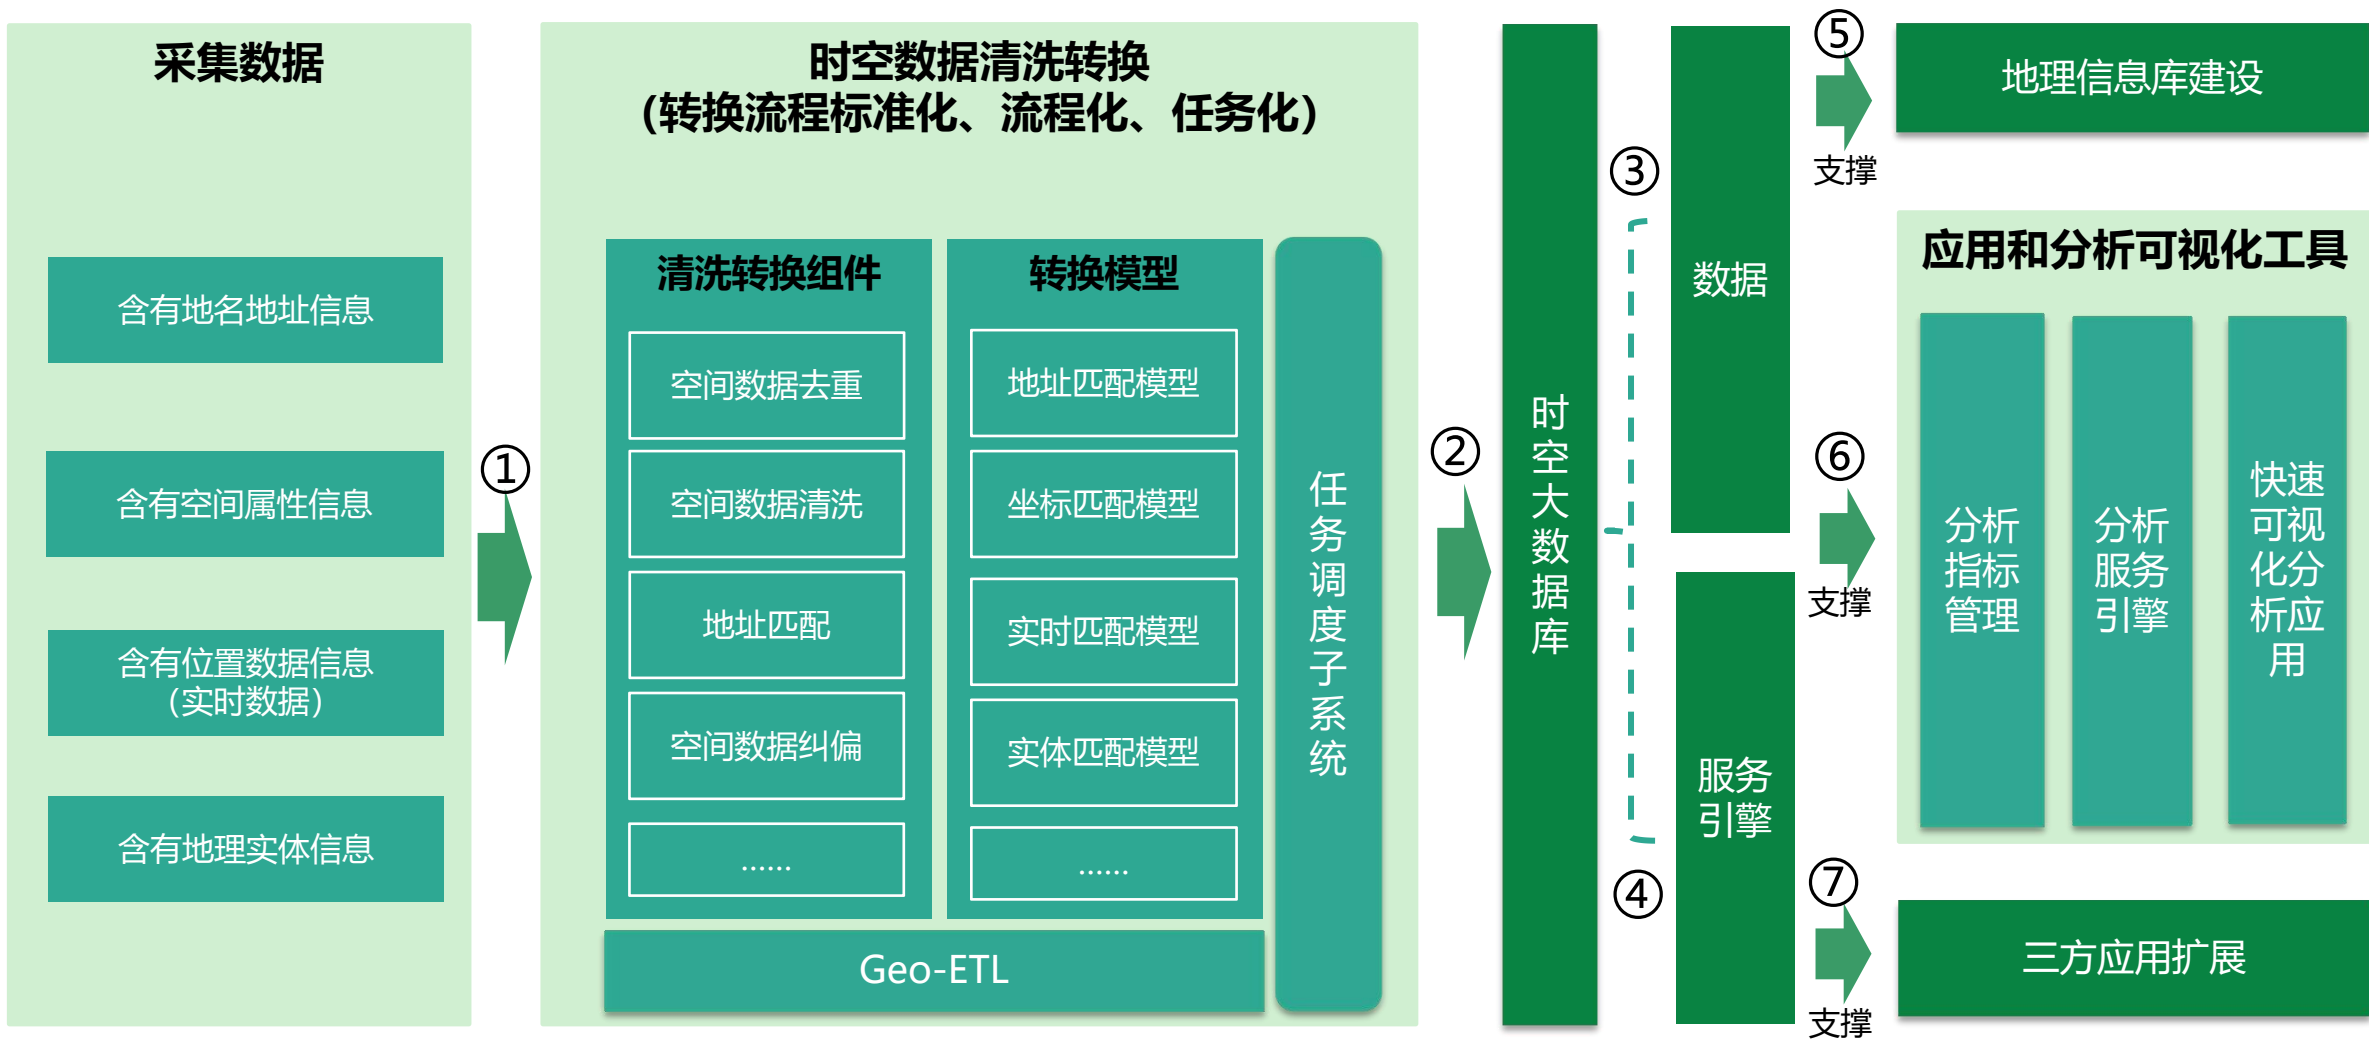 采集数据
含有地名地址信息
含有空间属性信息
含有位置数据信息
（实时数据）
含有地理实体信息
①
时空数据清洗转换
（转换流程标准化、流程化、任务化）
清洗转换组件
空间数据去重
空间数据清洗
地址匹配
空间数据纠偏
……
转换模型
地址匹配模型
坐标匹配模型
实时匹配模型
实体匹配模型
……
任务调度子系统
Geo-ETL
②
时空大数据库
③
数据
④
服务
引擎
⑤
支撑
地理信息库建设
⑥
支撑
应用和分析可视化工具
分析
指标
管理
分析
服务
引擎
快速
可视
化分
析应
用
⑦
支撑
三方应用扩展